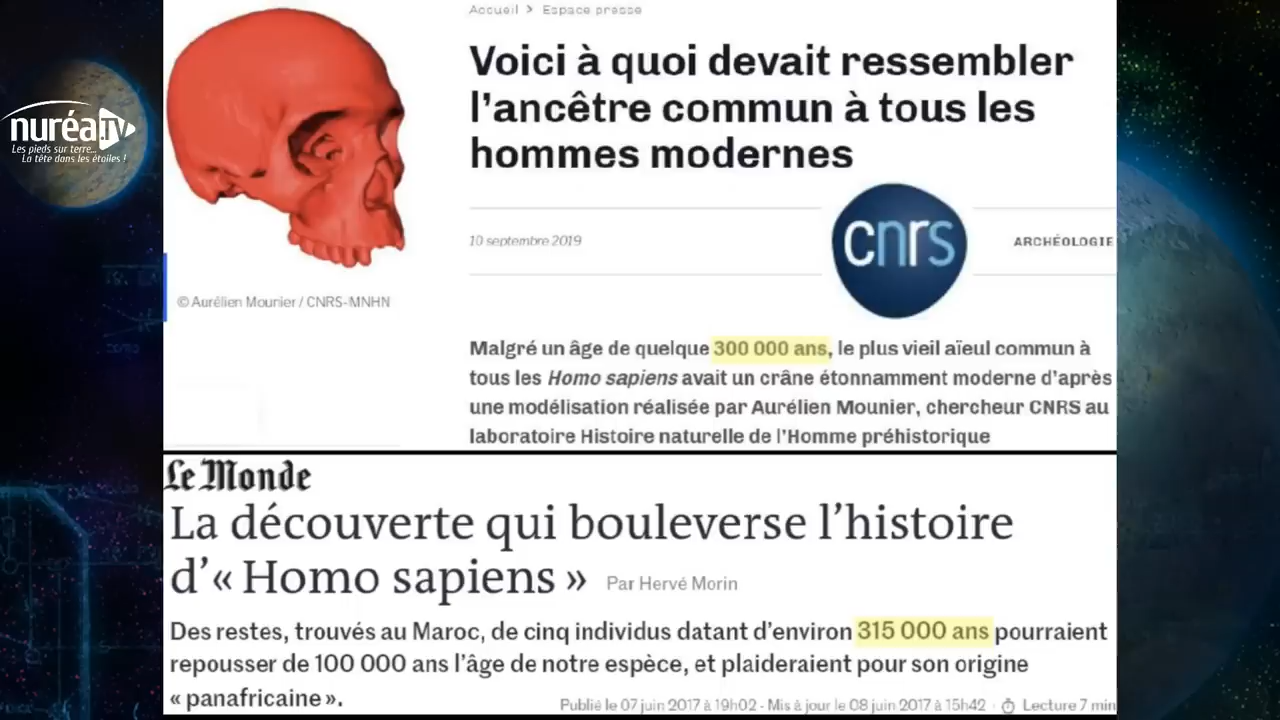 nuréa.tv
Les pieds sur terre...
La tête dans les étoiles !
Accueil > Espace presse
Voici à quoi devait ressembler
l'ancêtre commun à tous les
hommes modernes
10 septembre 2019
cnrs
ARCHÉOLOGIE
© Aurélien Mounier / CNRS-MNHN
Malgré un âge de quelque 300 000 ans, le plus vieil aïeul commun à
tous les Homo sapiens avait un crâne étonnamment moderne d'après
une modélisation réalisée par Aurélien Mounier, chercheur CNRS au
laboratoire Histoire naturelle de l'Homme préhistorique
Le Monde
La découverte qui bouleverse l'histoire
d'« Homo sapiens » Par Hervé Morin
Des restes, trouvés au Maroc, de cinq individus datant d'environ 315 000 ans pourraient
repousser de 100 000 ans l'âge de notre espèce, et plaideraient pour son origine
« panafricaine ».
Publié le 07 juin 2017 à 19h02 - Mis à jour le 08 juin 2017 à 15h42 · Lecture 7 min